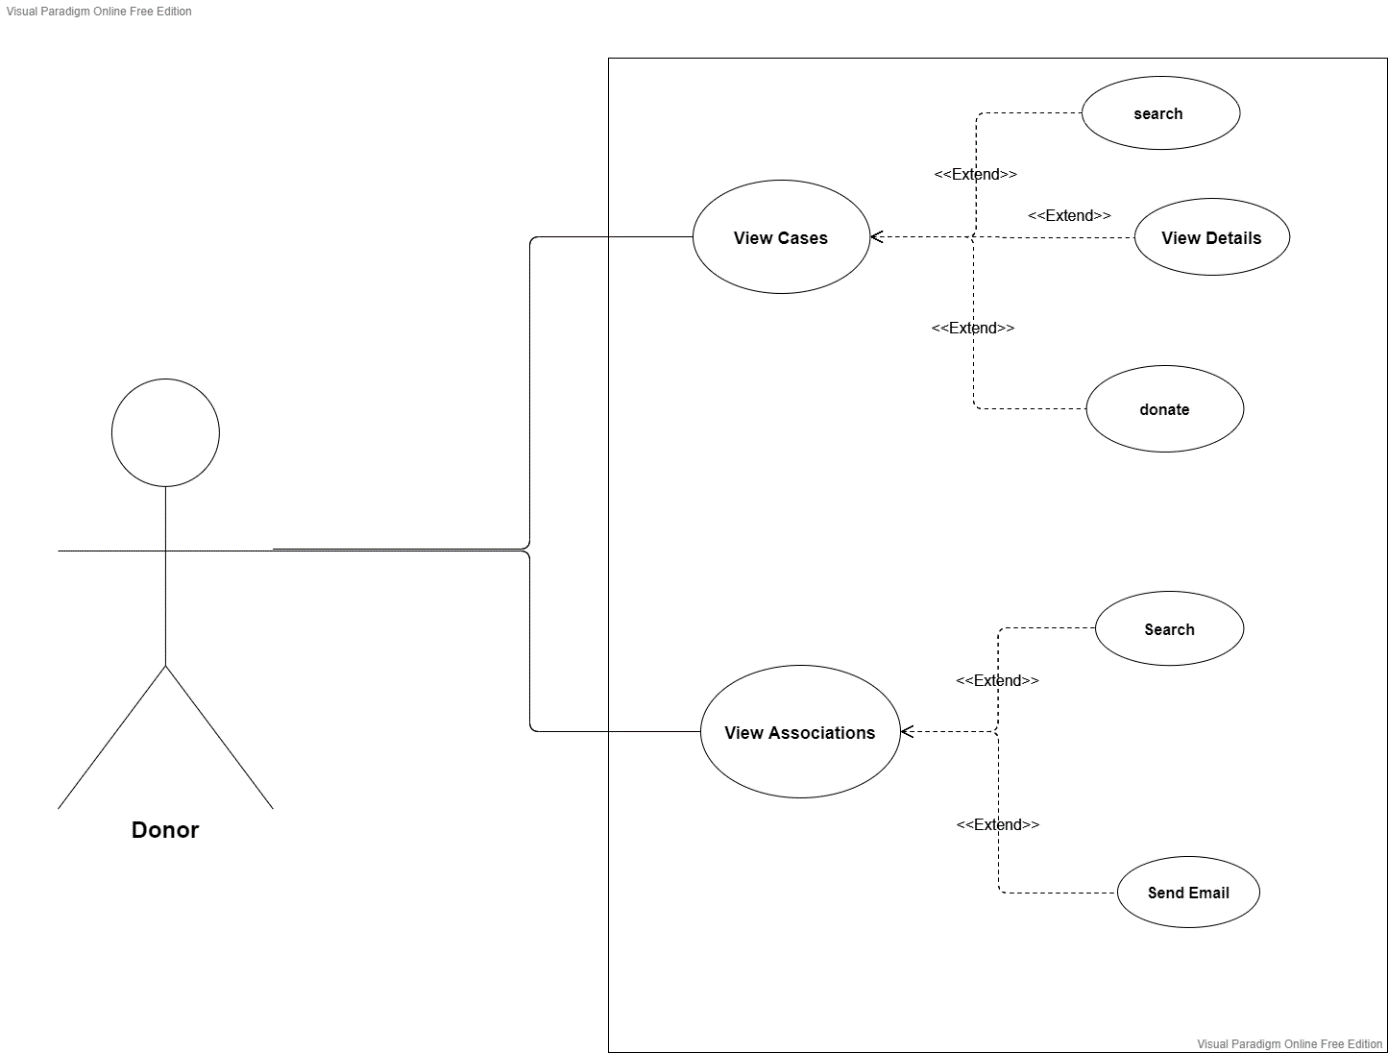 Visual Paradigm Online Free Edition
search
<<Extend>>
<<Extend>>
View Cases
View Details
<<Extend>>
donate
Search
<<Extend>>
View Associations
<<Extend>>
Donor
Send Email
Visual Paradigm Online Free Edition